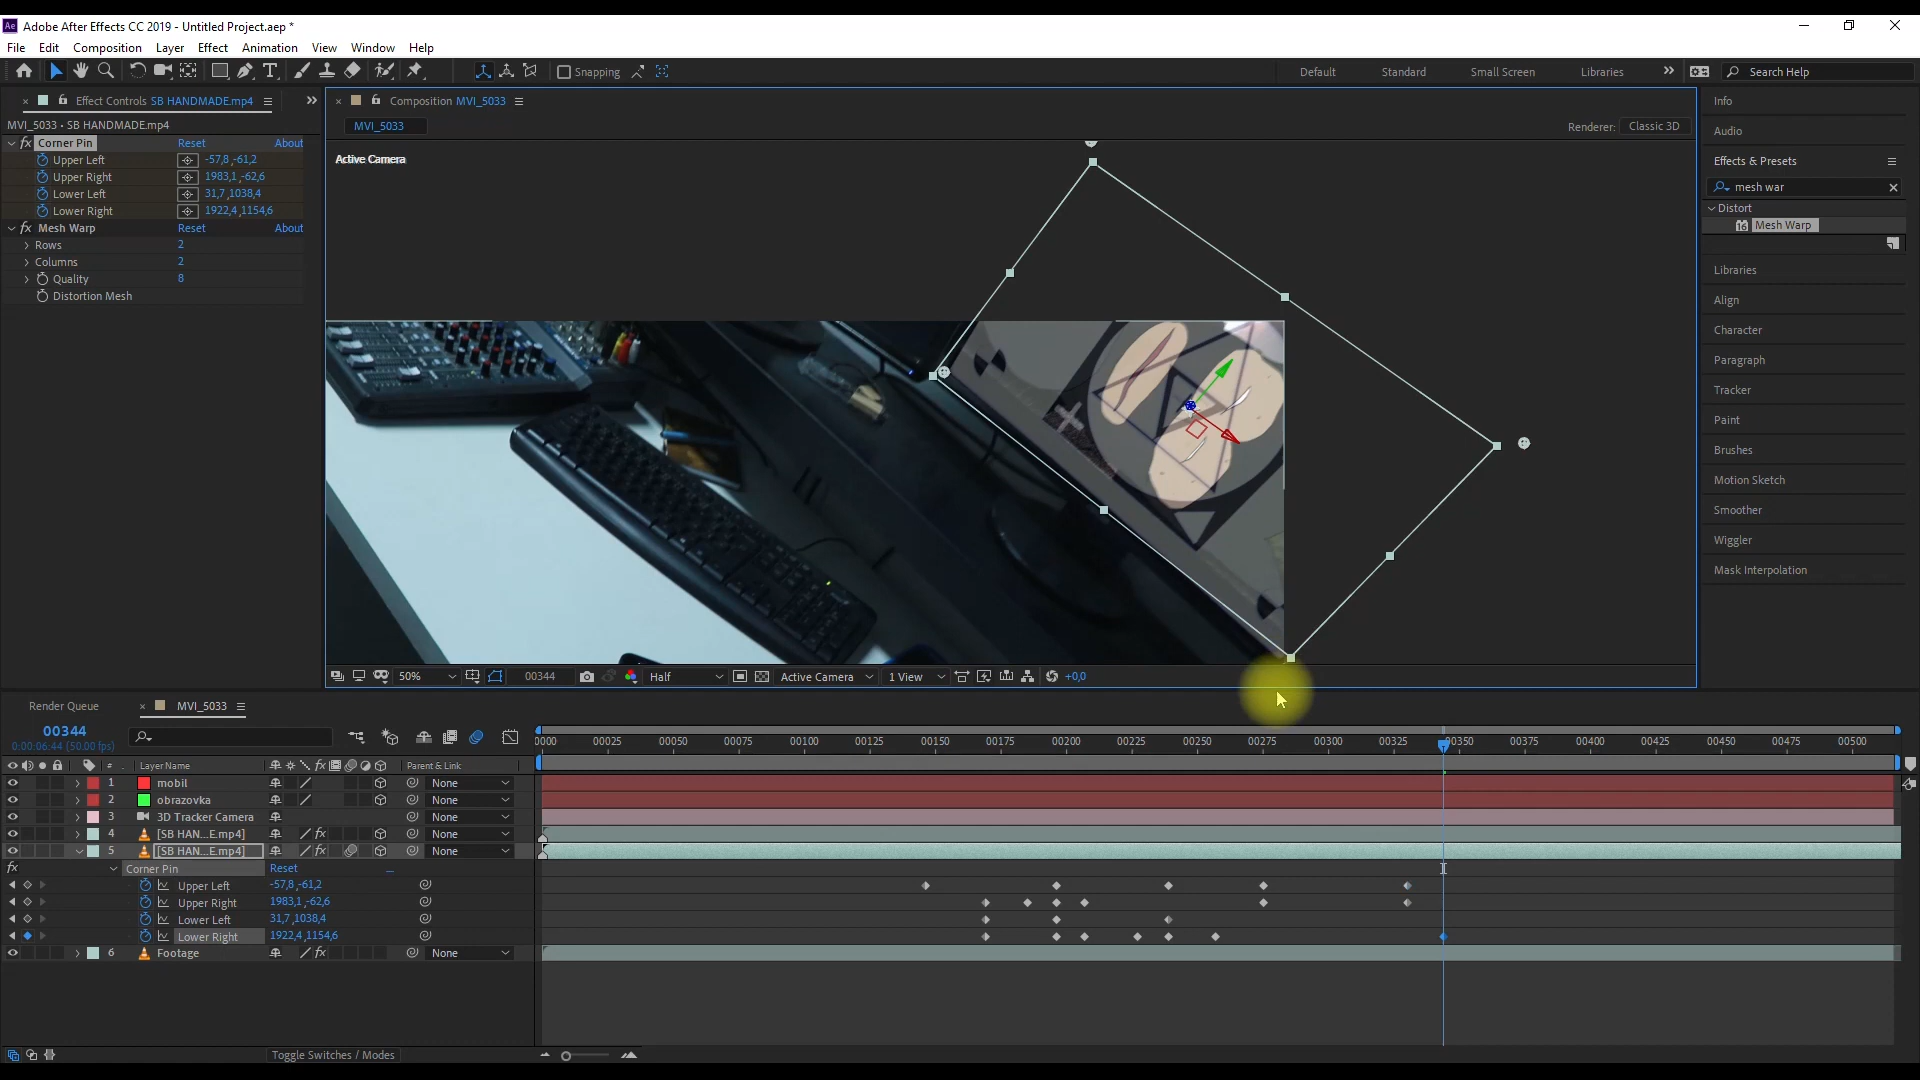 Ae Adobe After Effects CC 2019 - Untitled Project.aep *
File Edit Composition Layer Effect Animation View Window Help
Snapping
Default Standard Small Screen Libraries
Search Help
Effect Controls SB HANDMADE.mp4
MVI_5033 • SB HANDMADE.mp4
fx Corner Pin Reset About
Upper Left -57,8 ,-61,2
Upper Right 1983,1 ,-62,6
Lower Left 31,7 ,1038,4
Lower Right 1922,4 ,1154,6
fx Mesh Warp Reset About
Rows 2
Columns 2
Quality 8
Distortion Mesh
Composition MVI_5033
MVI_5033
Renderer: Classic 3D
Active Camera
50% 00344 Half Active Camera 1 View +0,0
Info
Audio
Effects & Presets
mesh war
Distort
16 Mesh Warp
Libraries
Align
Character
Paragraph
Tracker
Paint
Brushes
Motion Sketch
Smoother
Wiggler
Mask Interpolation
Render Queue MVI_5033
00344
0:00:06:44 (50.00 fps)
0000 00025 00050 00075 00100 00125 00150 00175 00200 00225 00250 00275 00300 00325 00350 00375 00400 00425 00450 00475 00500
# Layer Name fx Parent & Link
1 mobil None
2 obrazovka None
3 3D Tracker Camera None
4 [SB HAN...E.mp4] fx None
5 [SB HAN...E.mp4] fx None
fx Corner Pin Reset
Upper Left -57,8 ,-61,2
Upper Right 1983,1 ,-62,6
Lower Left 31,7 ,1038,4
Lower Right 1922,4 ,1154,6
6 Footage fx None
Toggle Switches / Modes